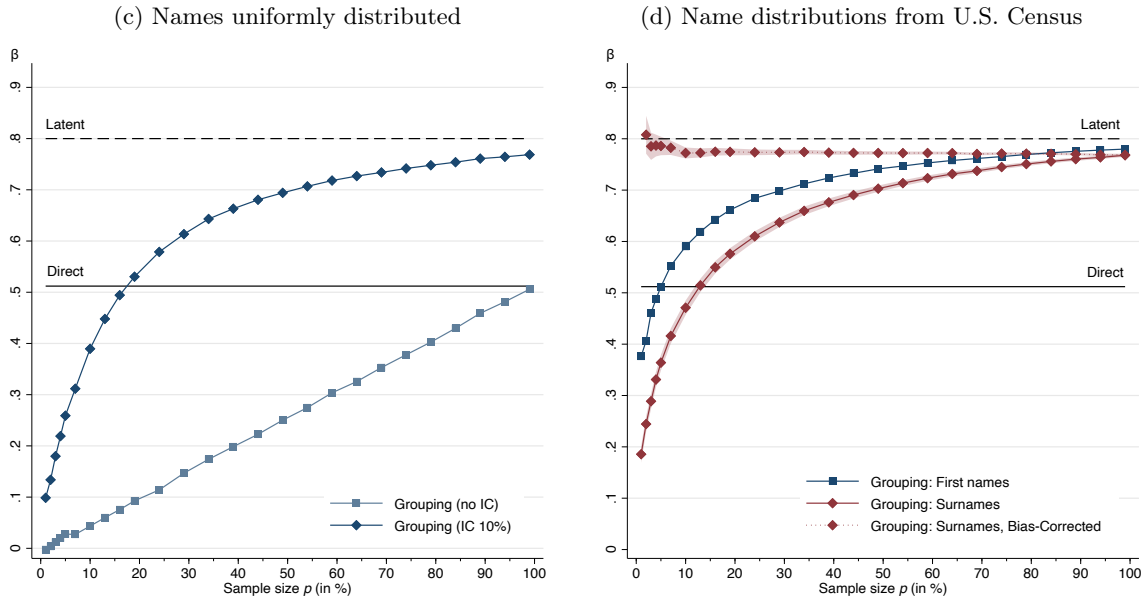 (c) Names uniformly distributed
β
.9
.8
.7
.6
.5
.4
.3
.2
.1
0
Latent
Direct
Grouping (no IC)
Grouping (IC 10%)
0 10 20 30 40 50 60 70 80 90 100
Sample size p (in %)
(d) Name distributions from U.S. Census
β
.9
.8
.7
.6
.5
.4
.3
.2
.1
0
Latent
Direct
Grouping: First names
Grouping: Surnames
Grouping: Surnames, Bias-Corrected
0 10 20 30 40 50 60 70 80 90 100
Sample size p (in %)